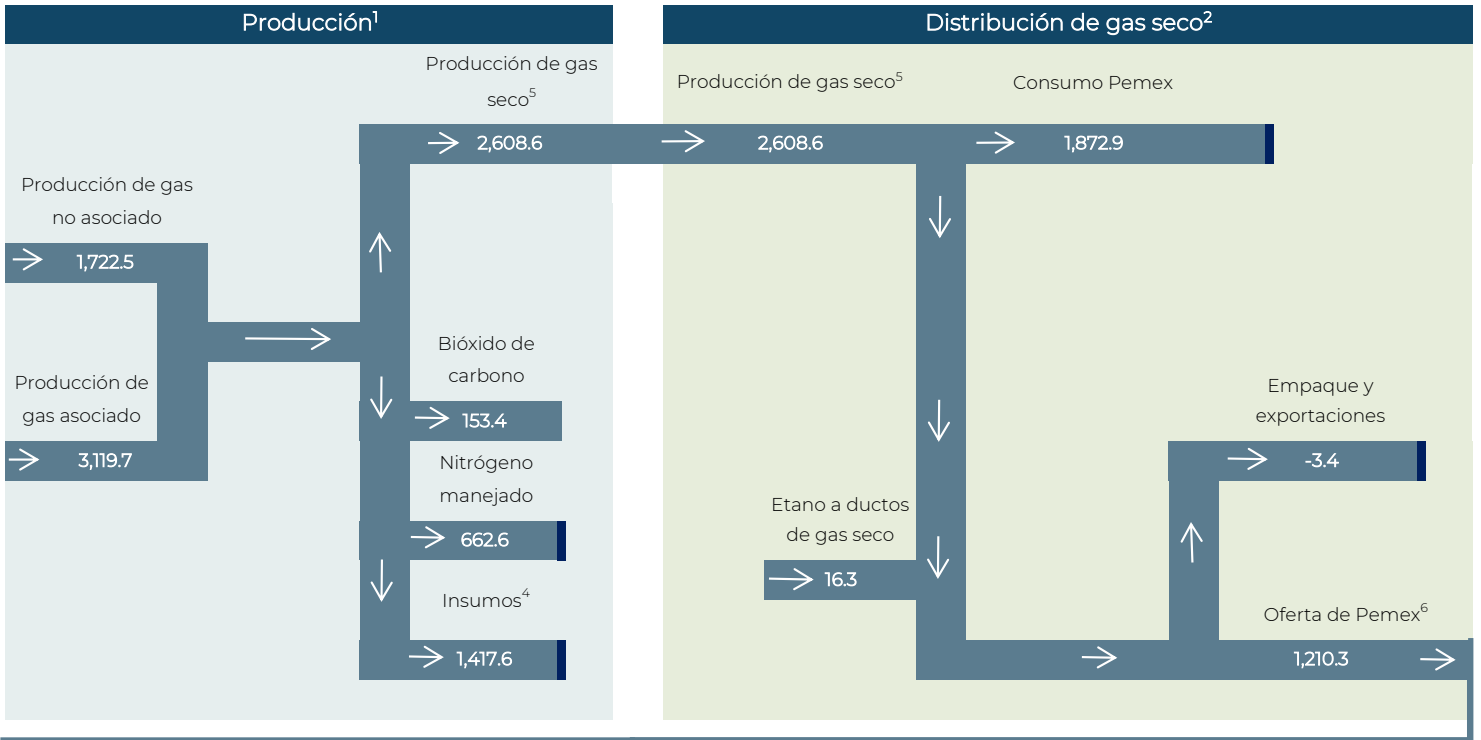 Producción¹
Producción de gas
seco⁵
2,608.6
Producción de gas
no asociado
1,722.5
Producción de
gas asociado
3,119.7
Bióxido de
carbono
153.4
Nitrógeno
manejado
662.6
Insumos⁴
1,417.6
Distribución de gas seco²
Producción de gas seco⁵
2,608.6
Consumo Pemex
1,872.9
Etano a ductos
de gas seco
16.3
Empaque y
exportaciones
-3.4
Oferta de Pemex⁶
1,210.3